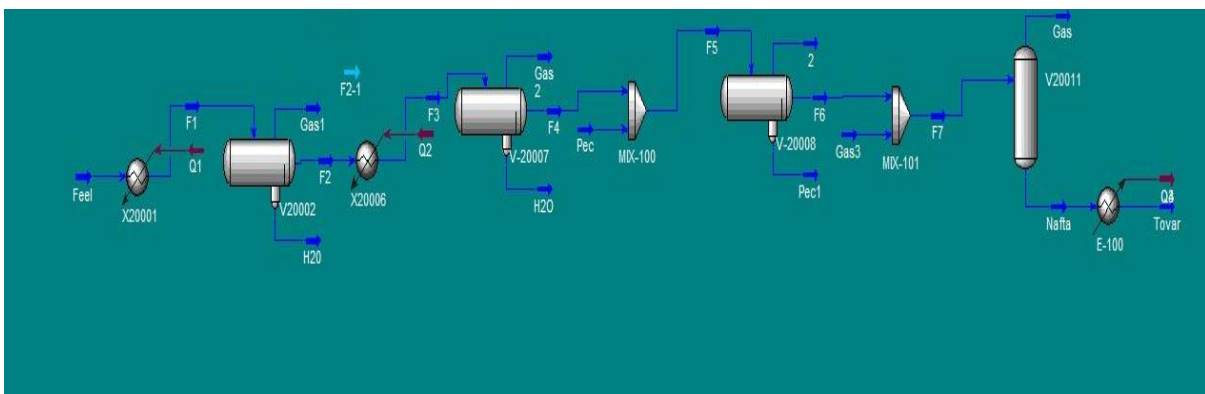 Feel
X20001
Q1
F1
V20002
Gas1
F2
H20
F2-1
X20006
Q2
F3
V-20007
Gas
2
F4
H2O
Pec
MIX-100
F5
V-20008
2
F6
Pec1
Gas3
MIX-101
F7
V20011
Gas
Nafta
E-100
Tovar